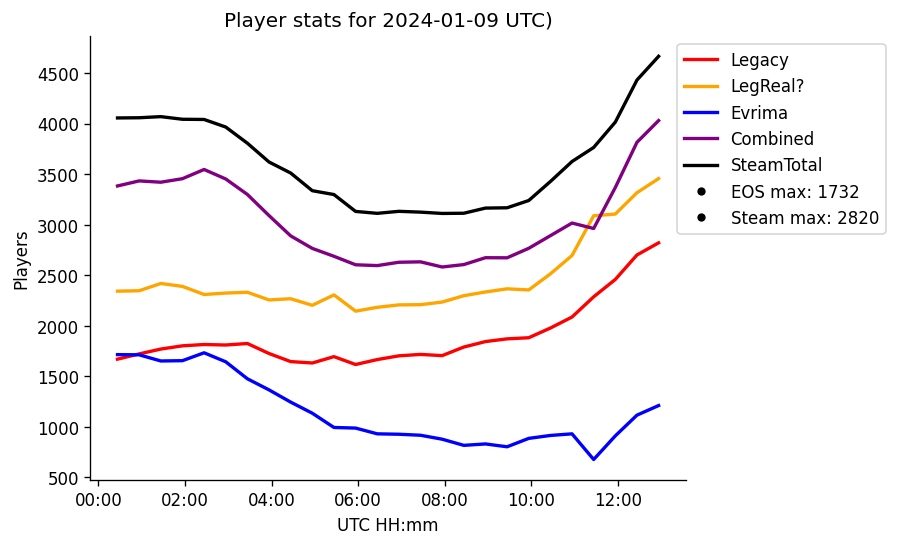 Player stats for 2024-01-09 UTC)
Players
4500
4000
3500
3000
2500
2000
1500
1000
500
00:00 02:00 04:00 06:00 08:00 10:00 12:00
UTC HH:mm
Legacy
LegReal?
Evrima
Combined
SteamTotal
EOS max: 1732
Steam max: 2820